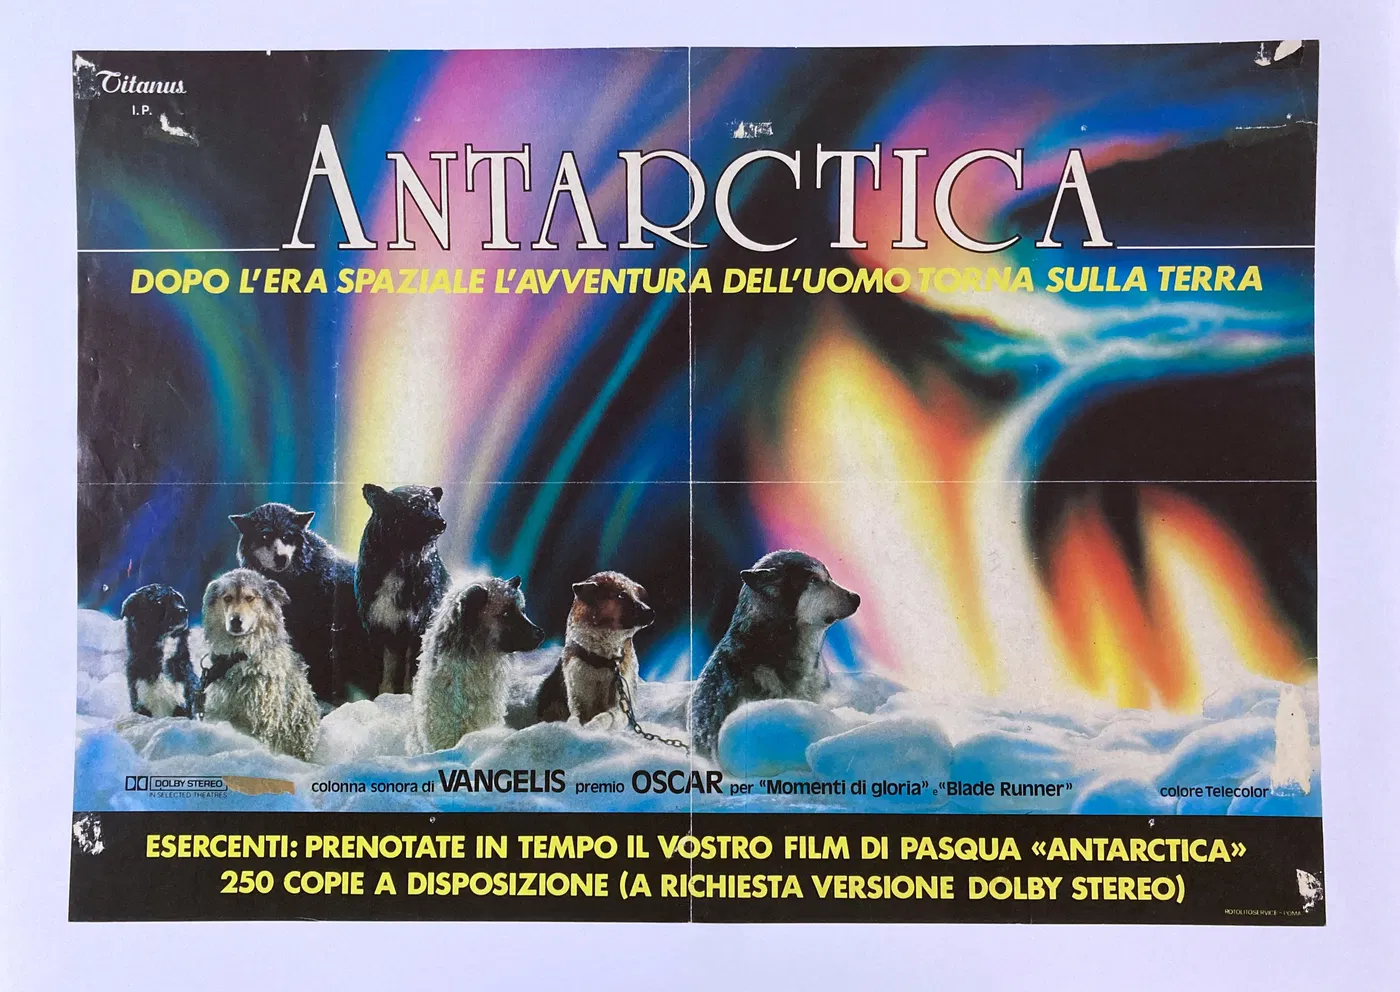 Titanus
I.P.
ANTARCTICA
DOPO L'ERA SPAZIALE L'AVVENTURA DELL'UOMO TORNA SULLA TERRA
DOLBY STEREO
IN SELECTED THEATRES
colonna sonora di VANGELIS premio OSCAR per “Momenti di gloria” e “Blade Runner”
colore Telecolor
ESERCENTI: PRENOTATE IN TEMPO IL VOSTRO FILM DI PASQUA «ANTARCTICA»
250 COPIE A DISPOSIZIONE (A RICHIESTA VERSIONE DOLBY STEREO)
ROTOLITOSERVICE - ROMA